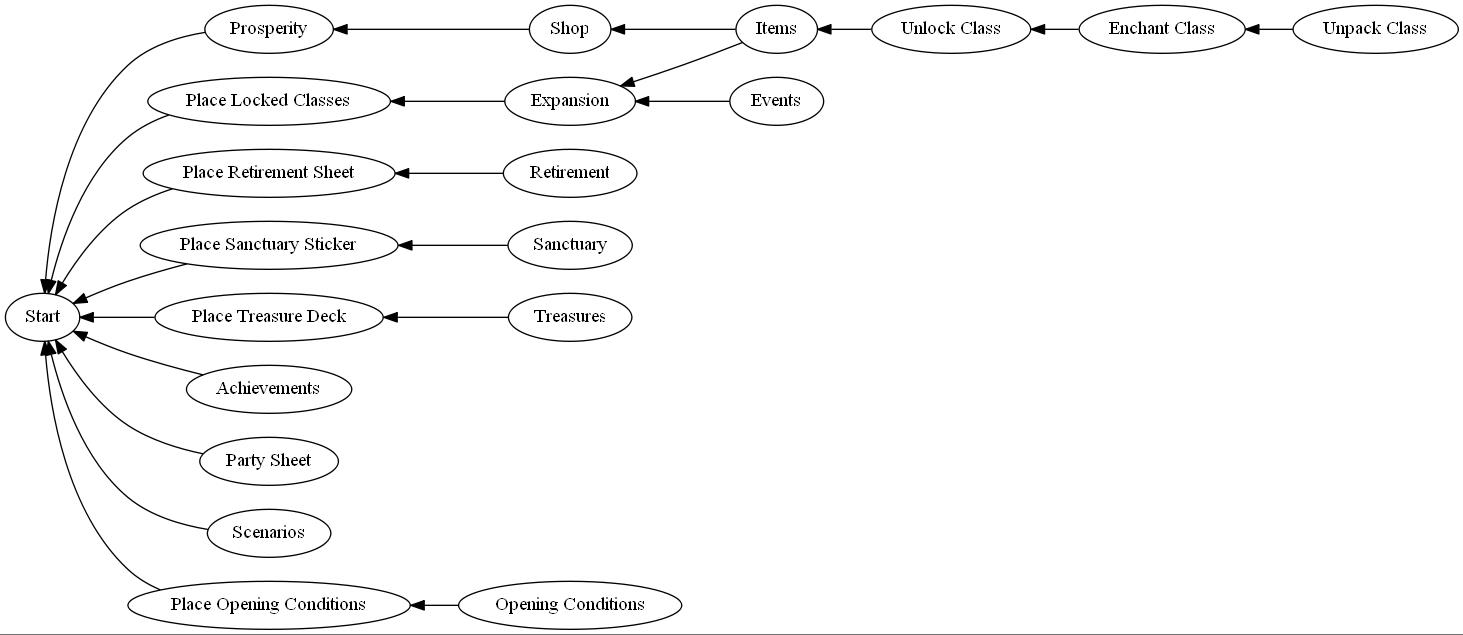 Prosperity
Shop
Items
Unlock Class
Enchant Class
Unpack Class
Place Locked Classes
Expansion
Events
Place Retirement Sheet
Retirement
Place Sanctuary Sticker
Sanctuary
Start
Place Treasure Deck
Treasures
Achievements
Party Sheet
Scenarios
Place Opening Conditions
Opening Conditions